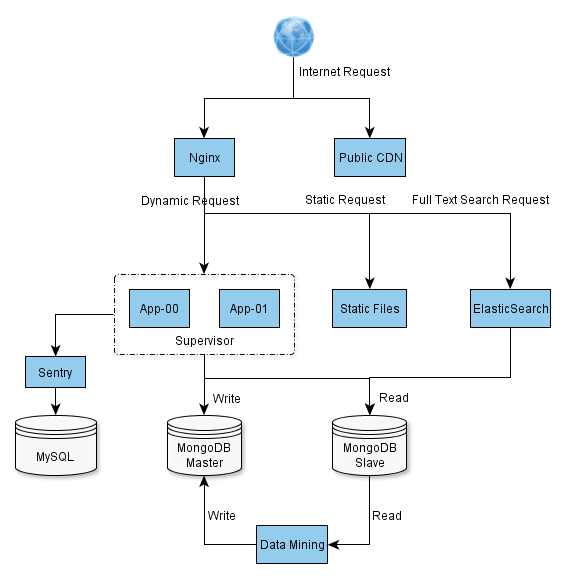 Internet Request
Nginx
Public CDN
Dynamic Request
Static Request
Full Text Search Request
App-00
App-01
Static Files
ElasticSearch
Supervisor
Sentry
Write
Read
MySQL
MongoDB
Master
MongoDB
Slave
Write
Read
Data Mining